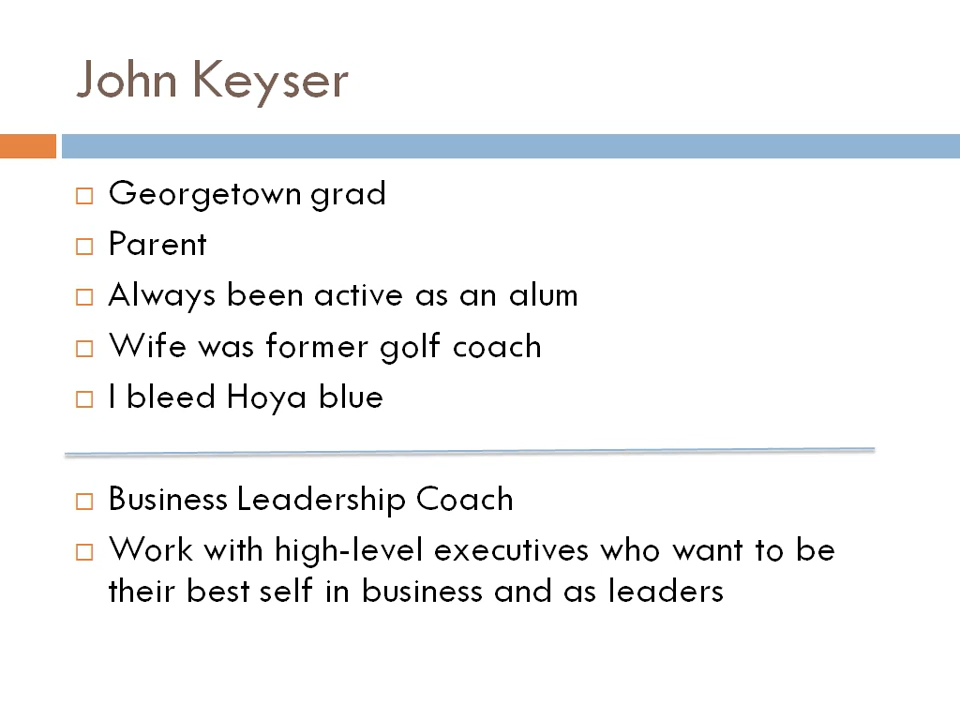 John Keyser
Georgetown grad
Parent
Always been active as an alum
Wife was former golf coach
I bleed Hoya blue
Business Leadership Coach
Work with high-level executives who want to be
their best self in business and as leaders